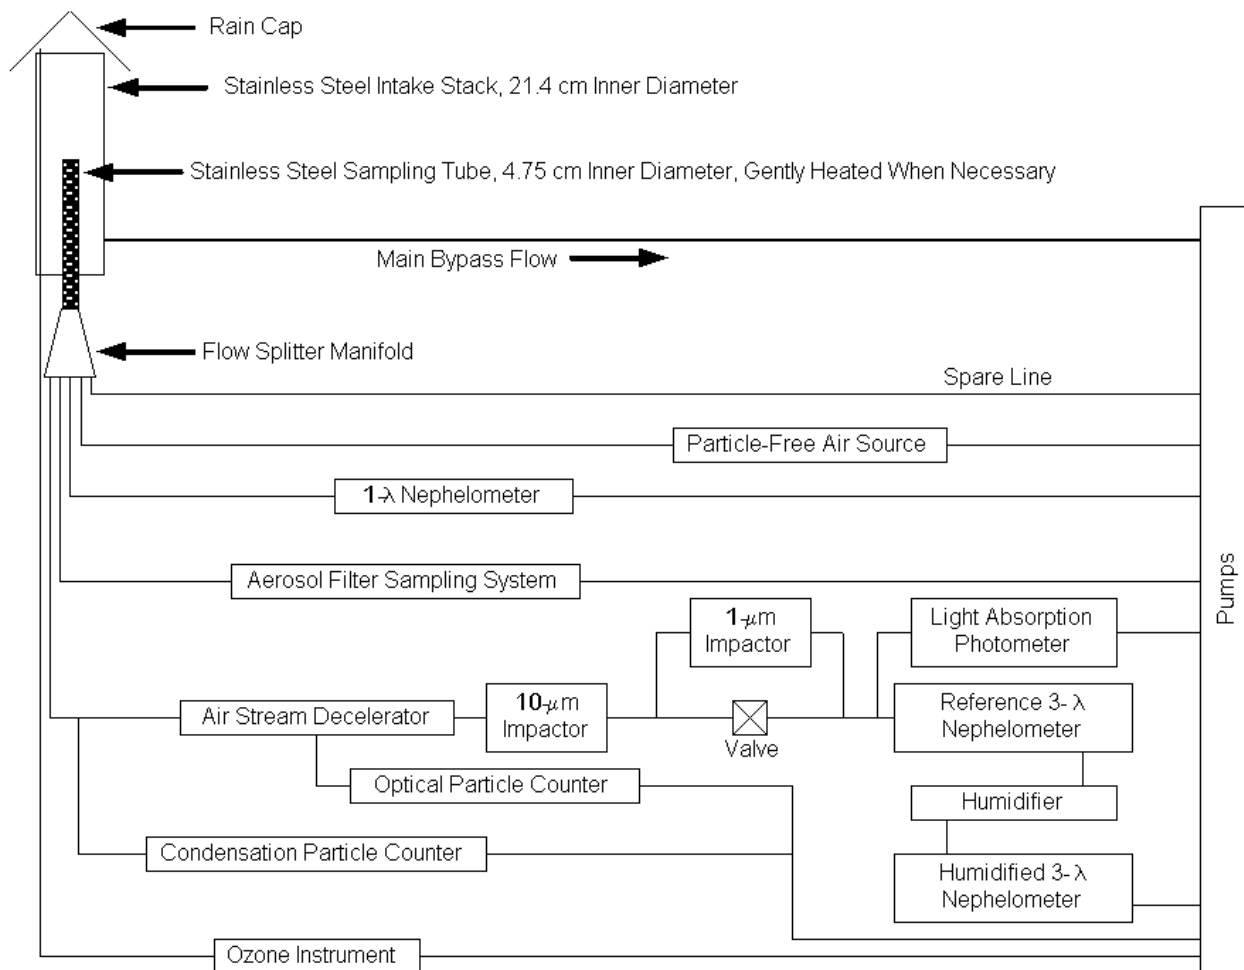 Rain Cap
Stainless Steel Intake Stack, 21.4 cm Inner Diameter
Stainless Steel Sampling Tube, 4.75 cm Inner Diameter, Gently Heated When Necessary
Main Bypass Flow
Flow Splitter Manifold
Spare Line
Particle-Free Air Source
1-λ Nephelometer
Aerosol Filter Sampling System
1-μm
Impactor
Light Absorption
Photometer
Air Stream Decelerator
10-μm
Impactor
Valve
Reference 3- λ
Nephelometer
Optical Particle Counter
Humidifier
Condensation Particle Counter
Humidified 3- λ
Nephelometer
Ozone Instrument
Pumps